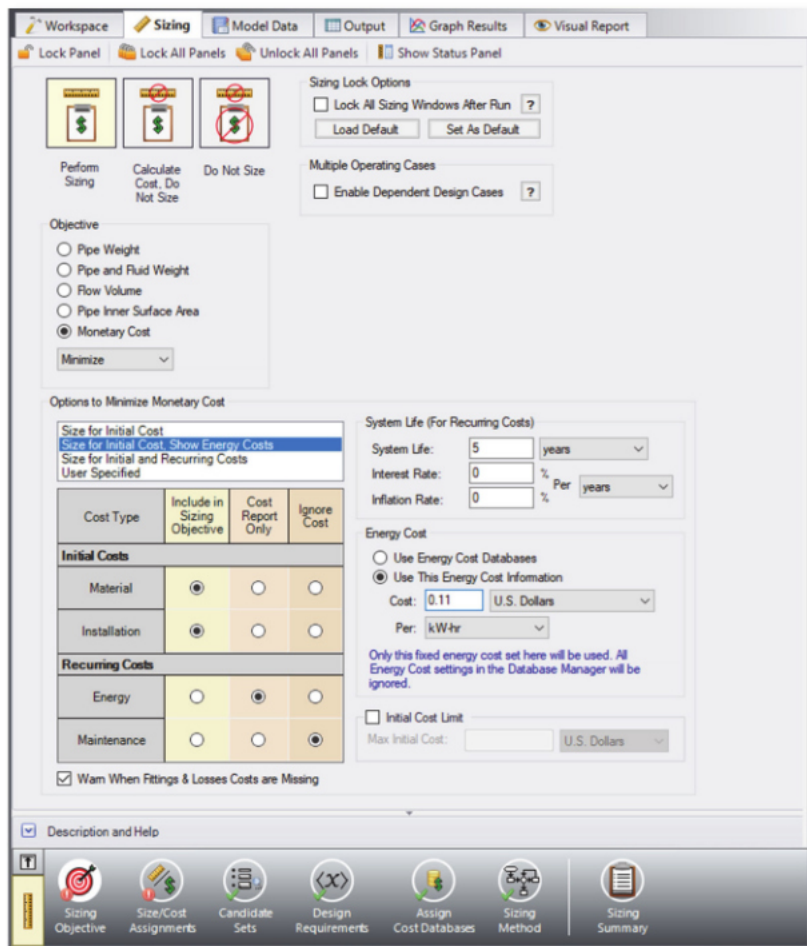 Workspace
Sizing
Model Data
Output
Graph Results
Visual Report
Lock Panel
Lock All Panels
Unlock All Panels
Show Status Panel
Perform
Sizing
Calculate
Cost, Do
Not Size
Do Not Size
Sizing Lock Options
Lock All Sizing Windows After Run
?
Load Default
Set As Default
Multiple Operating Cases
Enable Dependent Design Cases
?
Objective
Pipe Weight
Pipe and Fluid Weight
Flow Volume
Pipe Inner Surface Area
Monetary Cost
Minimize
Options to Minimize Monetary Cost
Size for Initial Cost
Size for Initial Cost, Show Energy Costs
Size for Initial and Recurring Costs
User Specified
Cost Type
Include in
Sizing
Objective
Cost
Report
Only
Ignore
Cost
Initial Costs
Material
Installation
Recurring Costs
Energy
Maintenance
Warn When Fittings & Losses Costs are Missing
System Life (For Recurring Costs)
System Life: 5 years
Interest Rate: 0 %
Per years
Inflation Rate: 0 %
Energy Cost
Use Energy Cost Databases
Use This Energy Cost Information
Cost: 0.11 U.S. Dollars
Per: kW-hr
Only this fixed energy cost set here will be used. All
Energy Cost settings in the Database Manager will be
ignored.
Initial Cost Limit
Max Initial Cost: U.S. Dollars
Description and Help
Sizing
Objective
Size/Cost
Assignments
Candidate
Sets
Design
Requirements
Assign
Cost Databases
Sizing
Method
Sizing
Summary